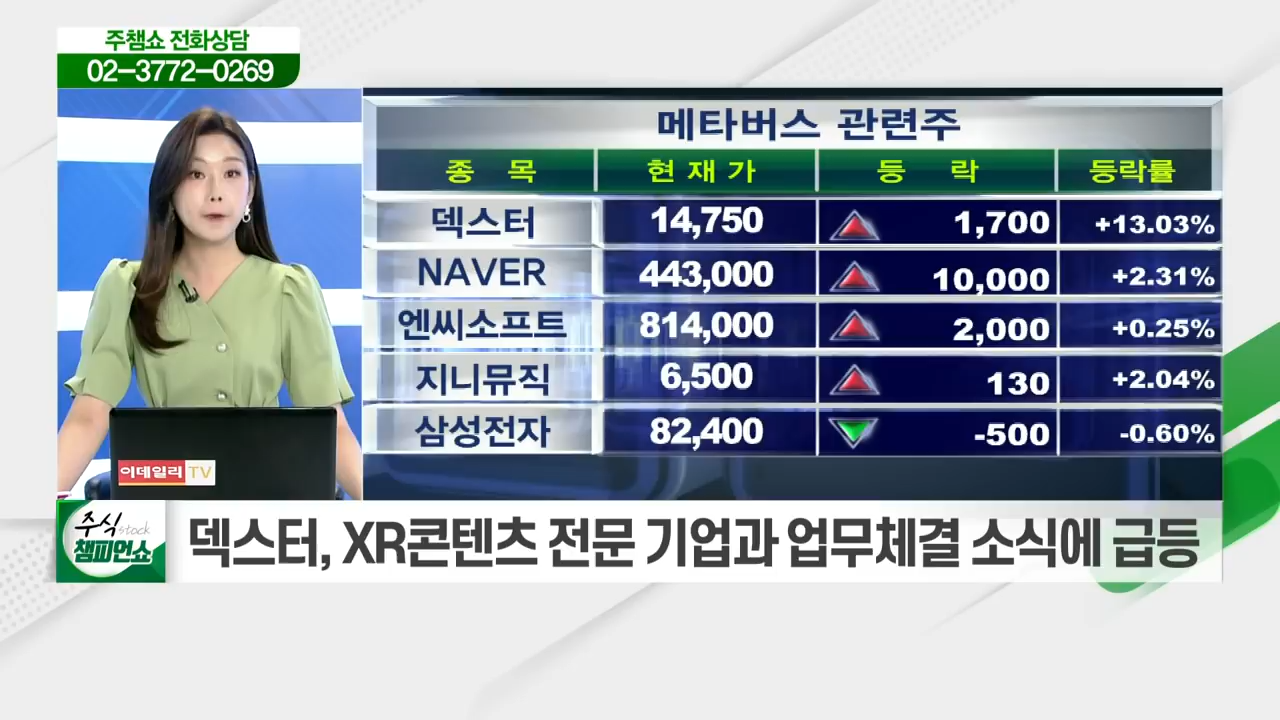 주챔쇼 전화상담
02-3772-0269
메타버스 관련주
종 목 현 재 가 등 락 등락률
덱스터 14,750 1,700 +13.03%
NAVER 443,000 10,000 +2.31%
엔씨소프트 814,000 2,000 +0.25%
지니뮤직 6,500 130 +2.04%
삼성전자 82,400 -500 -0.60%
이데일리 TV
주식 stock
챔피언쇼
덱스터, XR콘텐츠 전문 기업과 업무체결 소식에 급등